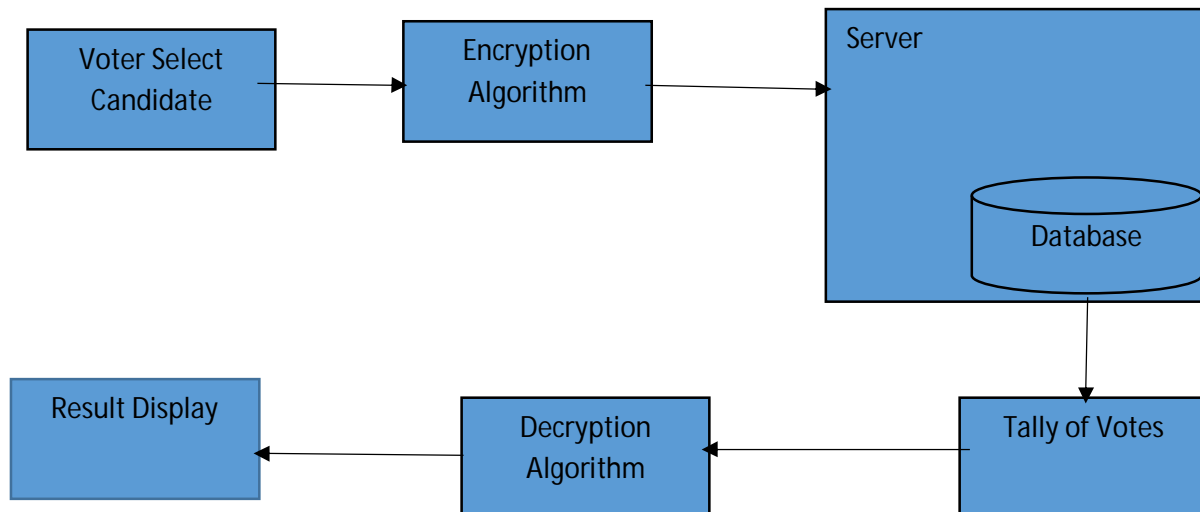 Voter Select
Candidate
Encryption
Algorithm
Server
Database
Result Display
Decryption
Algorithm
Tally of Votes